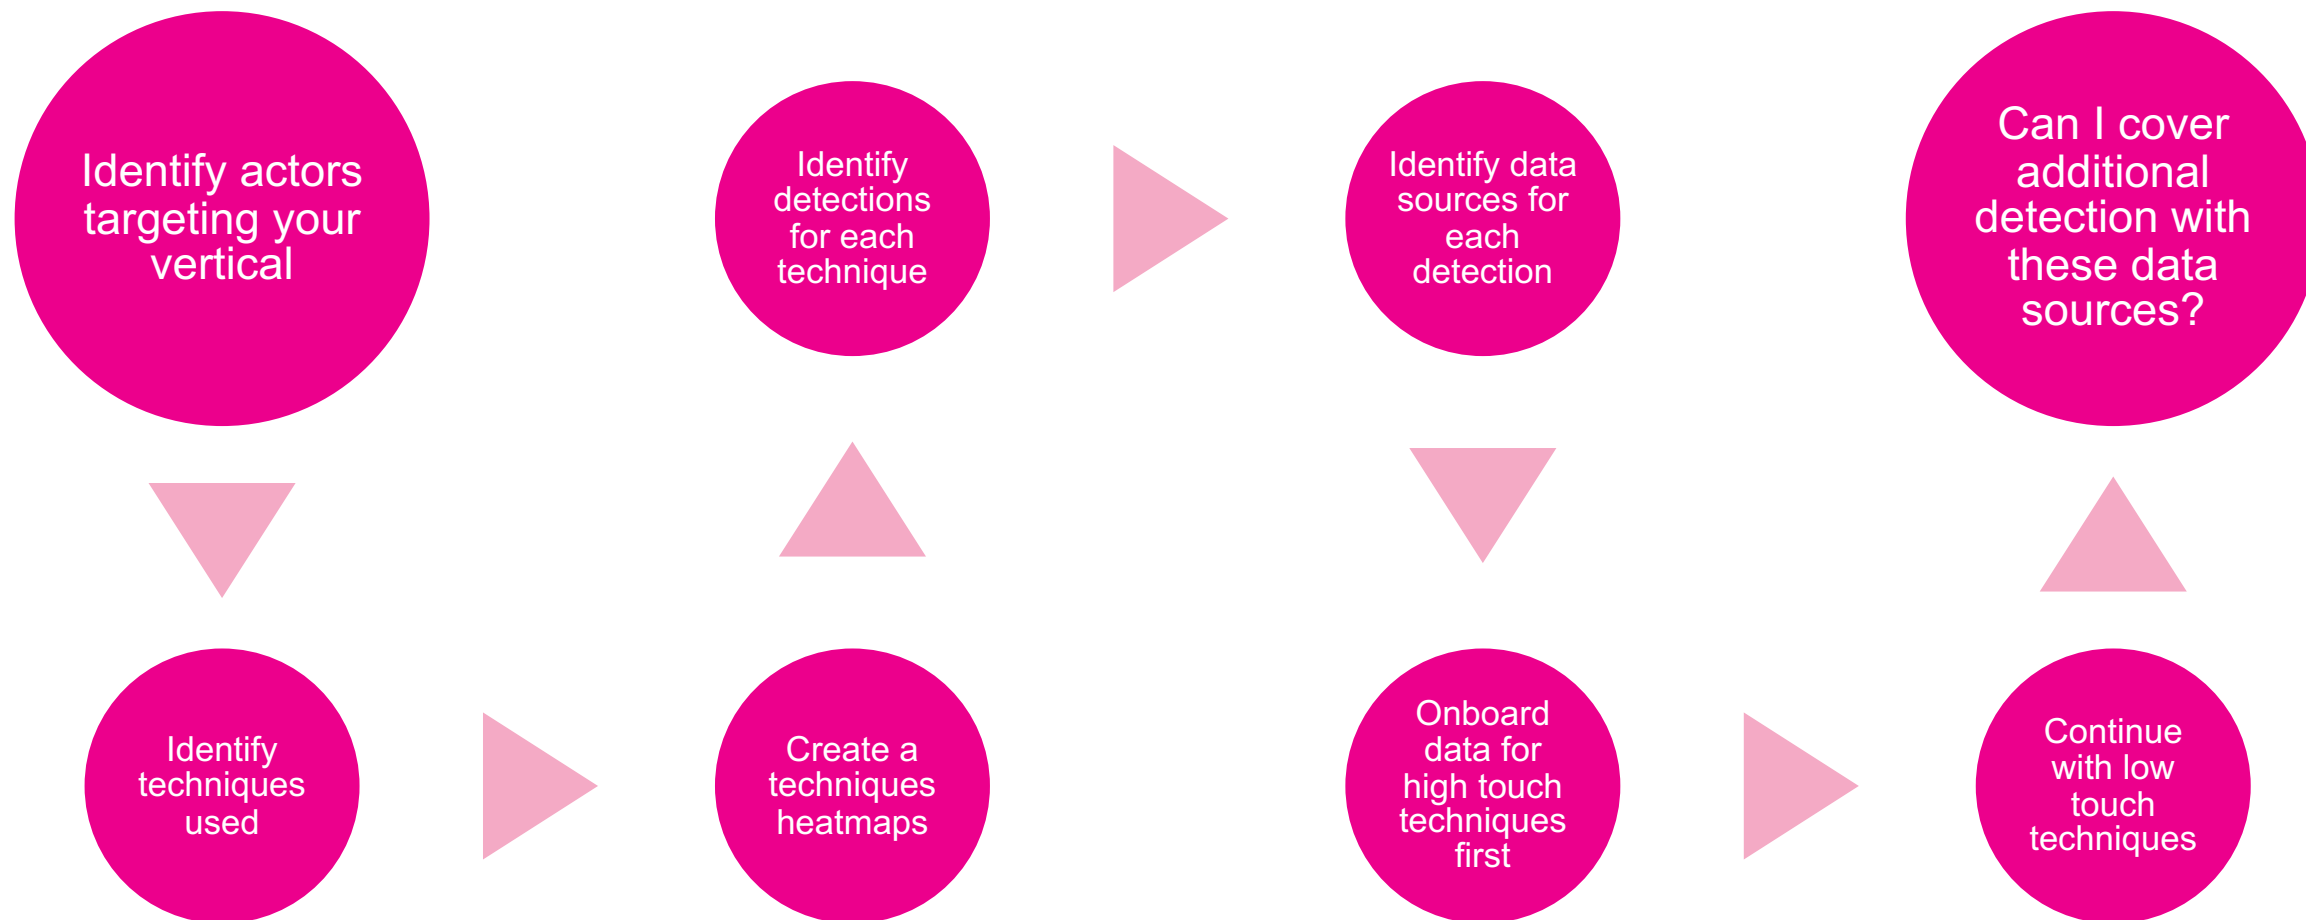 Identify actors
targeting your
vertical
Identify
techniques
used
Create a
techniques
heatmaps
Identify
detections
for each
technique
Identify data
sources for
each
detection
Onboard
data for
high touch
techniques
first
Continue
with low
touch
techniques
Can I cover
additional
detection with
these data
sources?